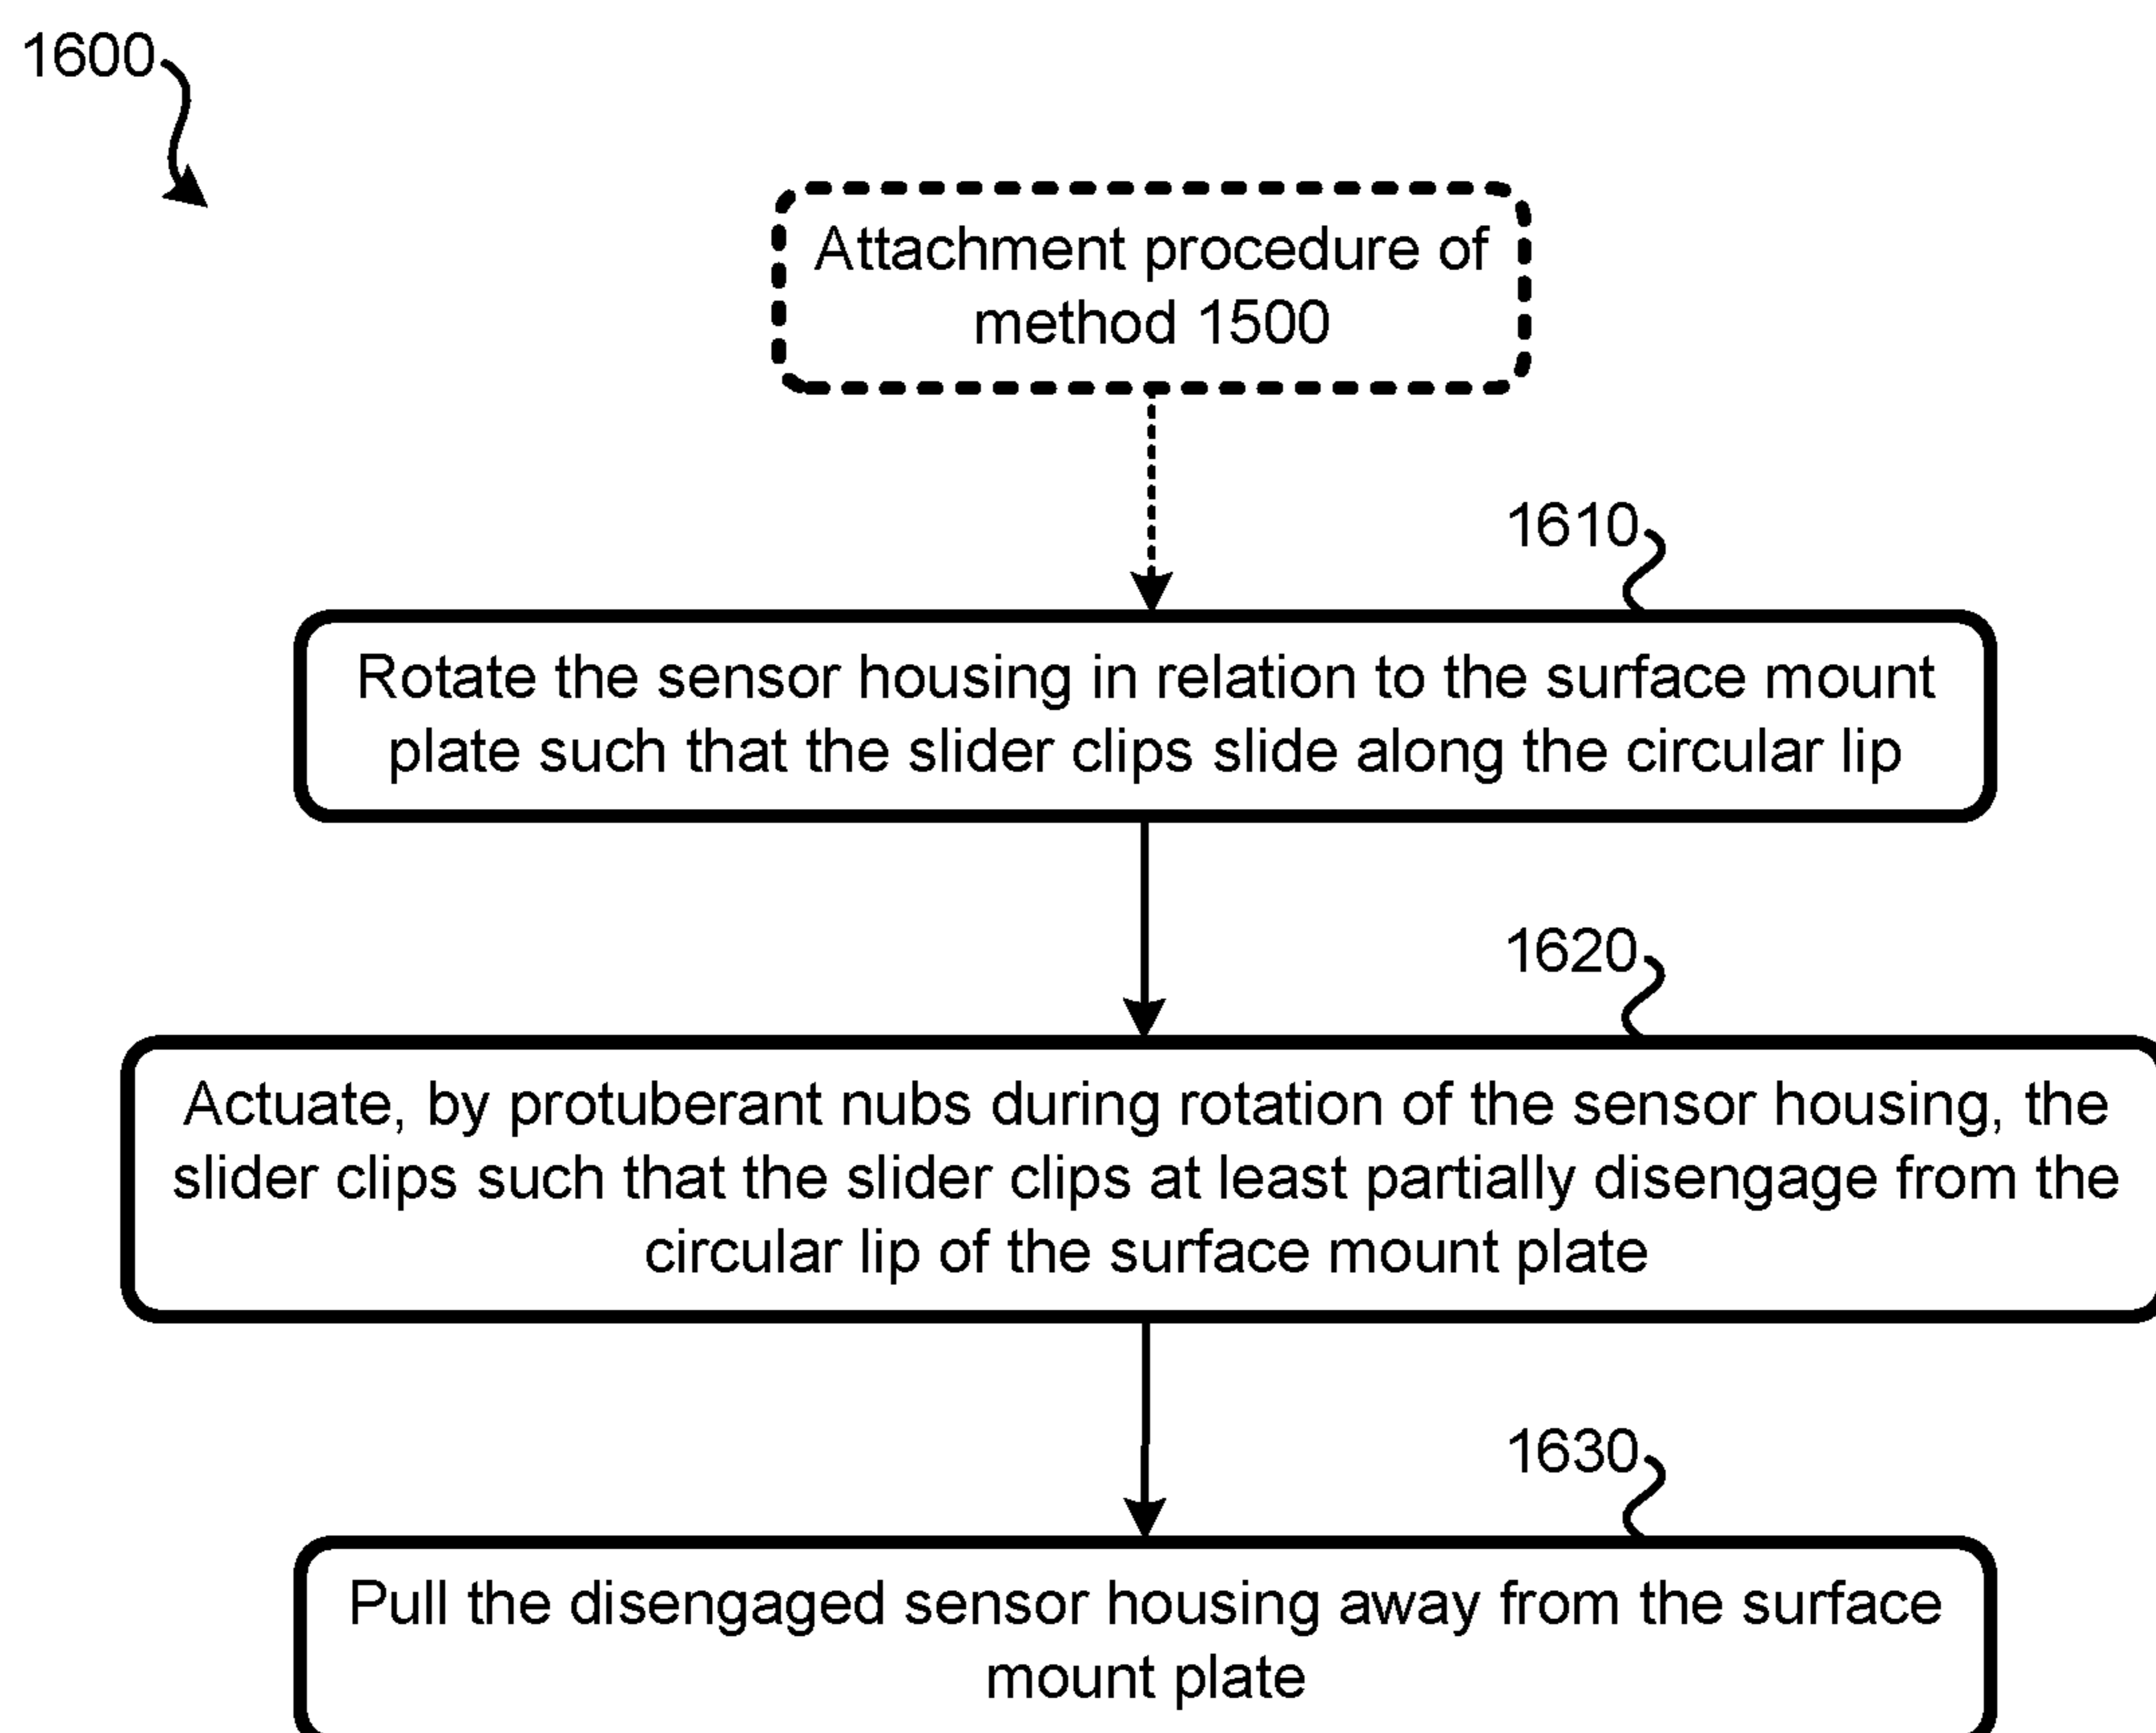 1600
Attachment procedure of
method 1500
1610
Rotate the sensor housing in relation to the surface mount
plate such that the slider clips slide along the circular lip
1620
Actuate, by protuberant nubs during rotation of the sensor housing, the
slider clips such that the slider clips at least partially disengage from the
circular lip of the surface mount plate
1630
Pull the disengaged sensor housing away from the surface
mount plate